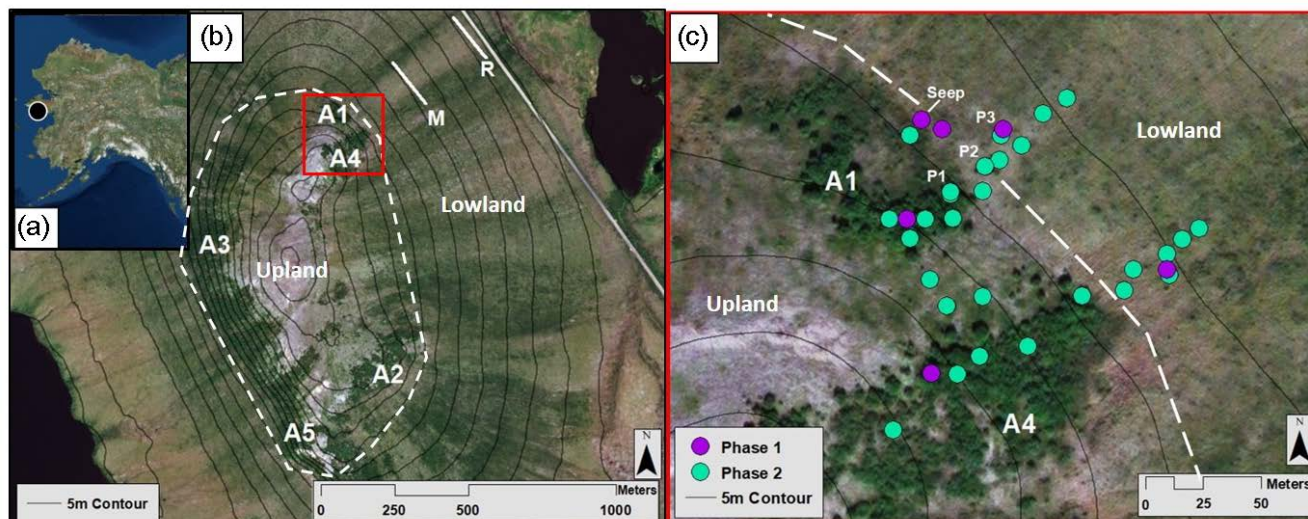 (a)
(b)
R
M
A1
A4
Lowland
A3
Upland
A2
A5
N
5m Contour
Meters
0 250 500 1000
(c)
Seep
P3
P2
P1
Lowland
A1
Upland
A4
Phase 1
Phase 2
5m Contour
N
Meters
0 25 50